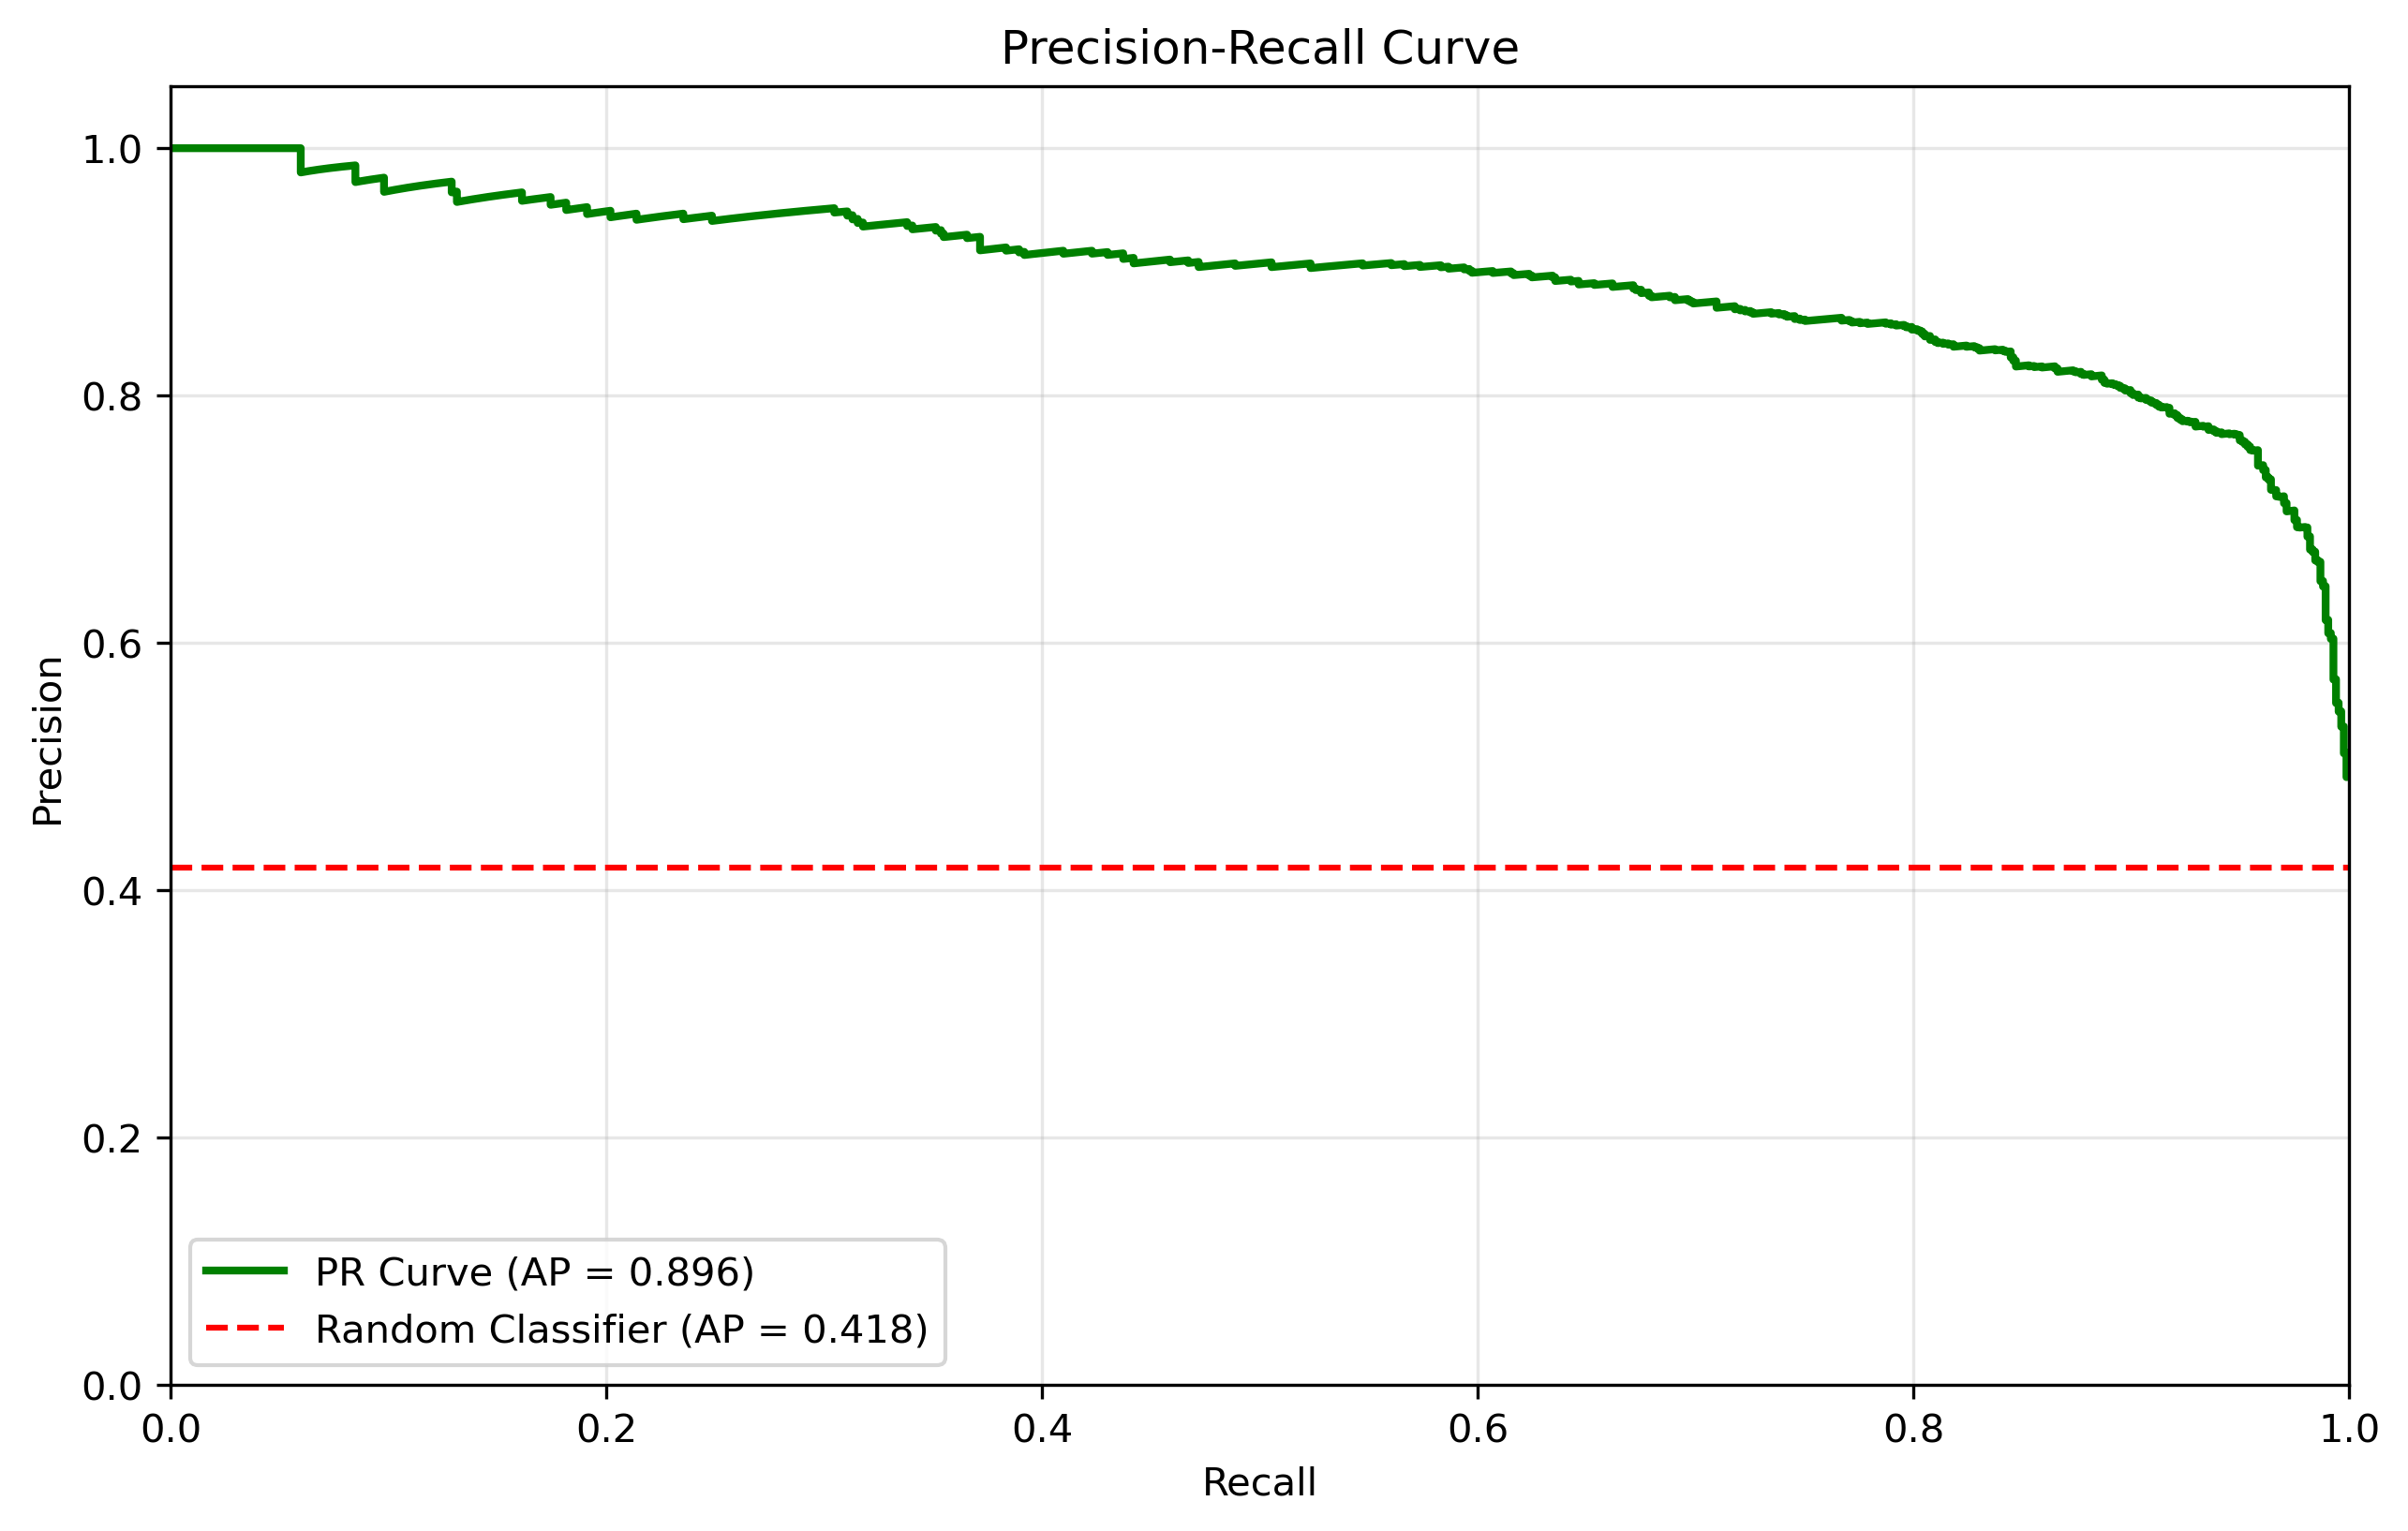 Precision-Recall Curve
Precision
1.0
0.8
0.6
0.4
0.2
0.0
PR Curve (AP = 0.896)
Random Classifier (AP = 0.418)
0.0 0.2 0.4 0.6 0.8 1.0
Recall